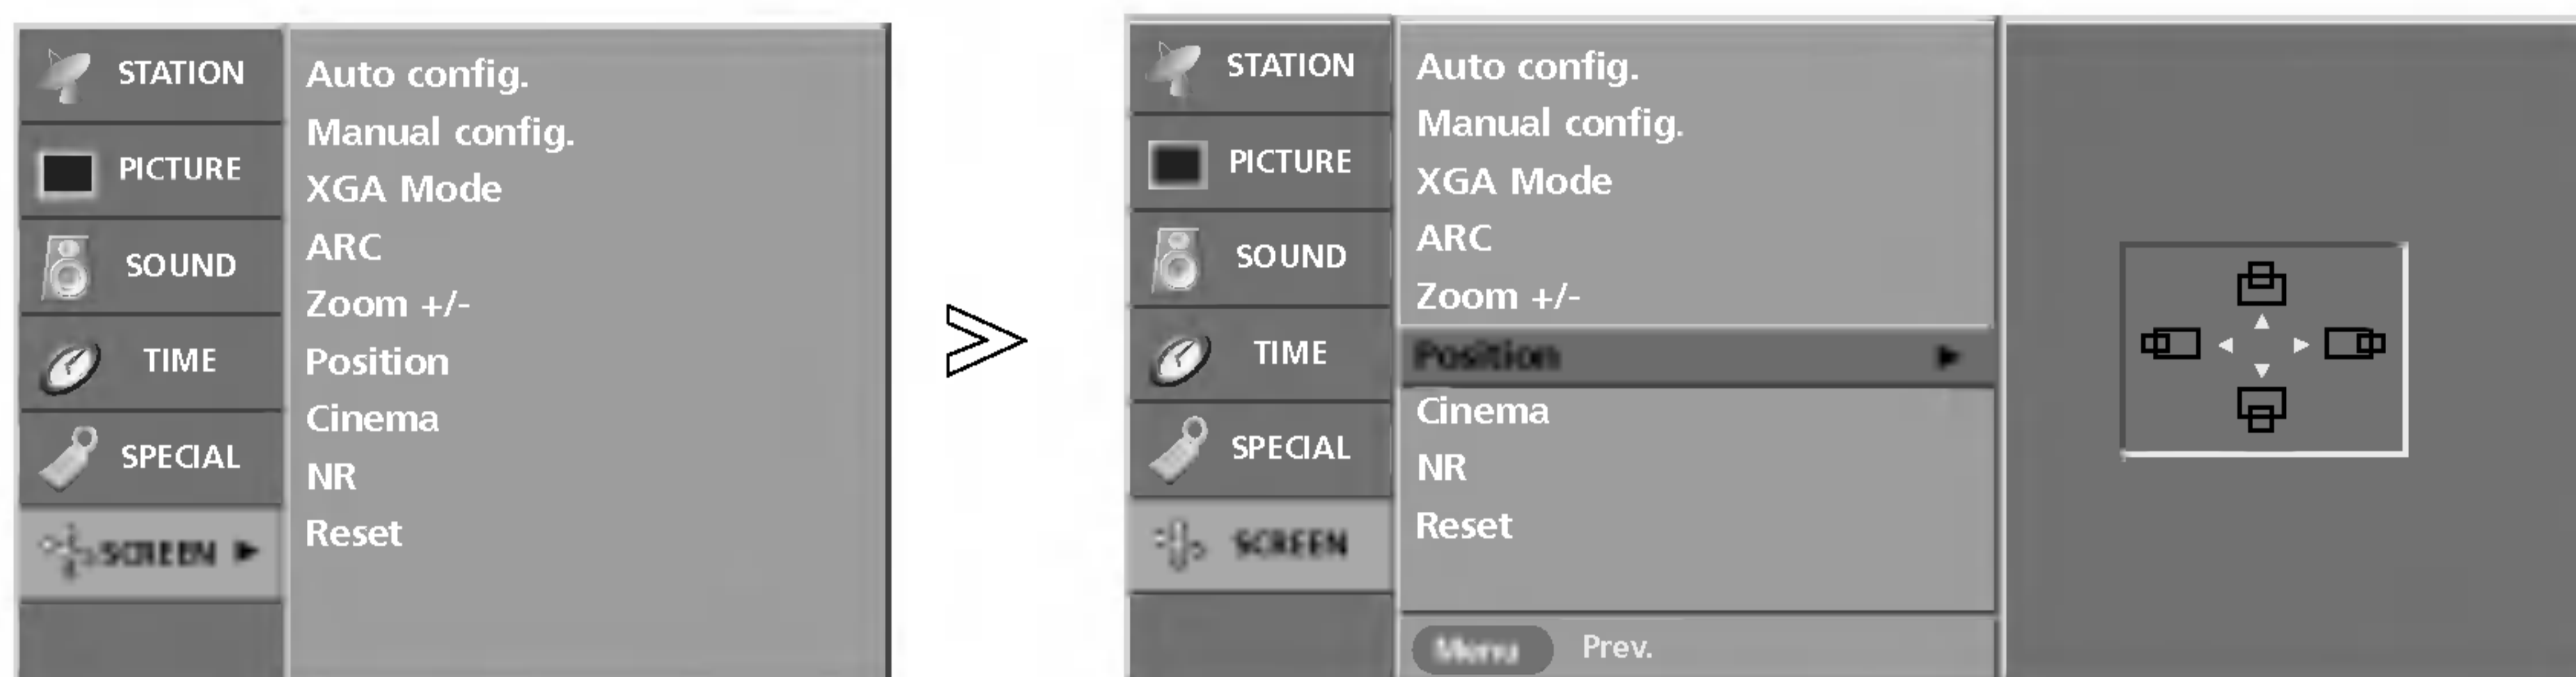 STATION
PICTURE
SOUND
TIME
SPECIAL
SCREEN
Auto config.
Manual config.
XGA Mode
ARC
Zoom +/-
Position
Cinema
NR
Reset
STATION
PICTURE
SOUND
TIME
SPECIAL
SCREEN
Auto config.
Manual config.
XGA Mode
ARC
Zoom +/-
Position
Cinema
NR
Reset
Menu Prev.